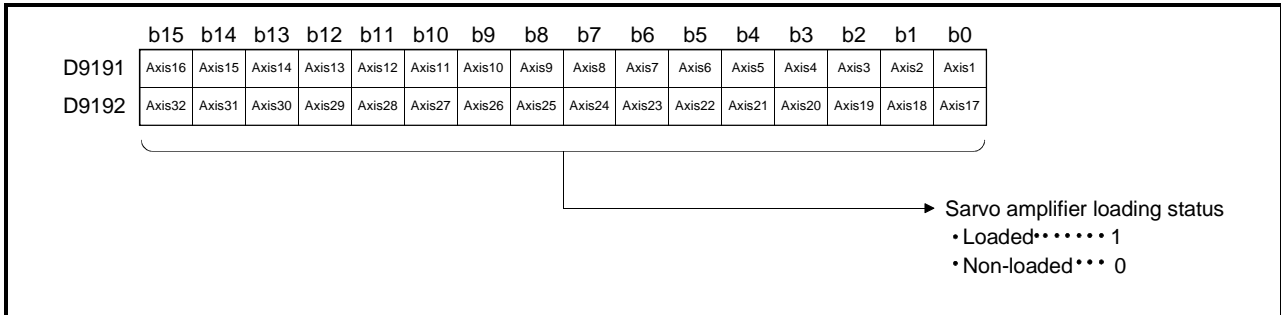 b15 b14 b13 b12 b11 b10 b9 b8 b7 b6 b5 b4 b3 b2 b1 b0
D9191 Axis16 Axis15 Axis14 Axis13 Axis12 Axis11 Axis10 Axis9 Axis8 Axis7 Axis6 Axis5 Axis4 Axis3 Axis2 Axis1
D9192 Axis32 Axis31 Axis30 Axis29 Axis28 Axis27 Axis26 Axis25 Axis24 Axis23 Axis22 Axis21 Axis20 Axis19 Axis18 Axis17
Sarvo amplifier loading status
•Loaded••••••• 1
•Non-loaded••• 0